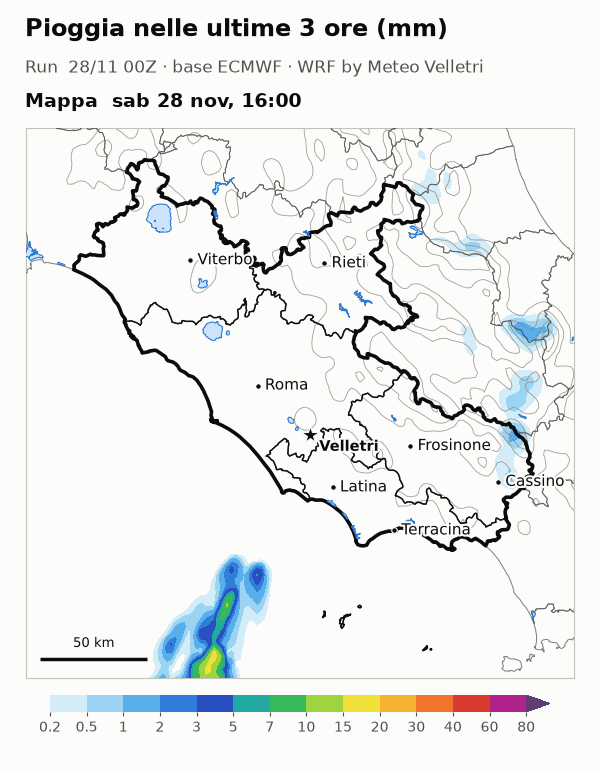 Pioggia nelle ultime 3 ore (mm)
Run  28/11 00Z · base ECMWF · WRF by Meteo Velletri
Mappa  sab 28 nov, 16:00
Viterbo
Rieti
Roma
Velletri
Frosinone
Cassino
Latina
Terracina
50 km
0.2 0.5 1 2 3 5 7 10 15 20 30 40 60 80